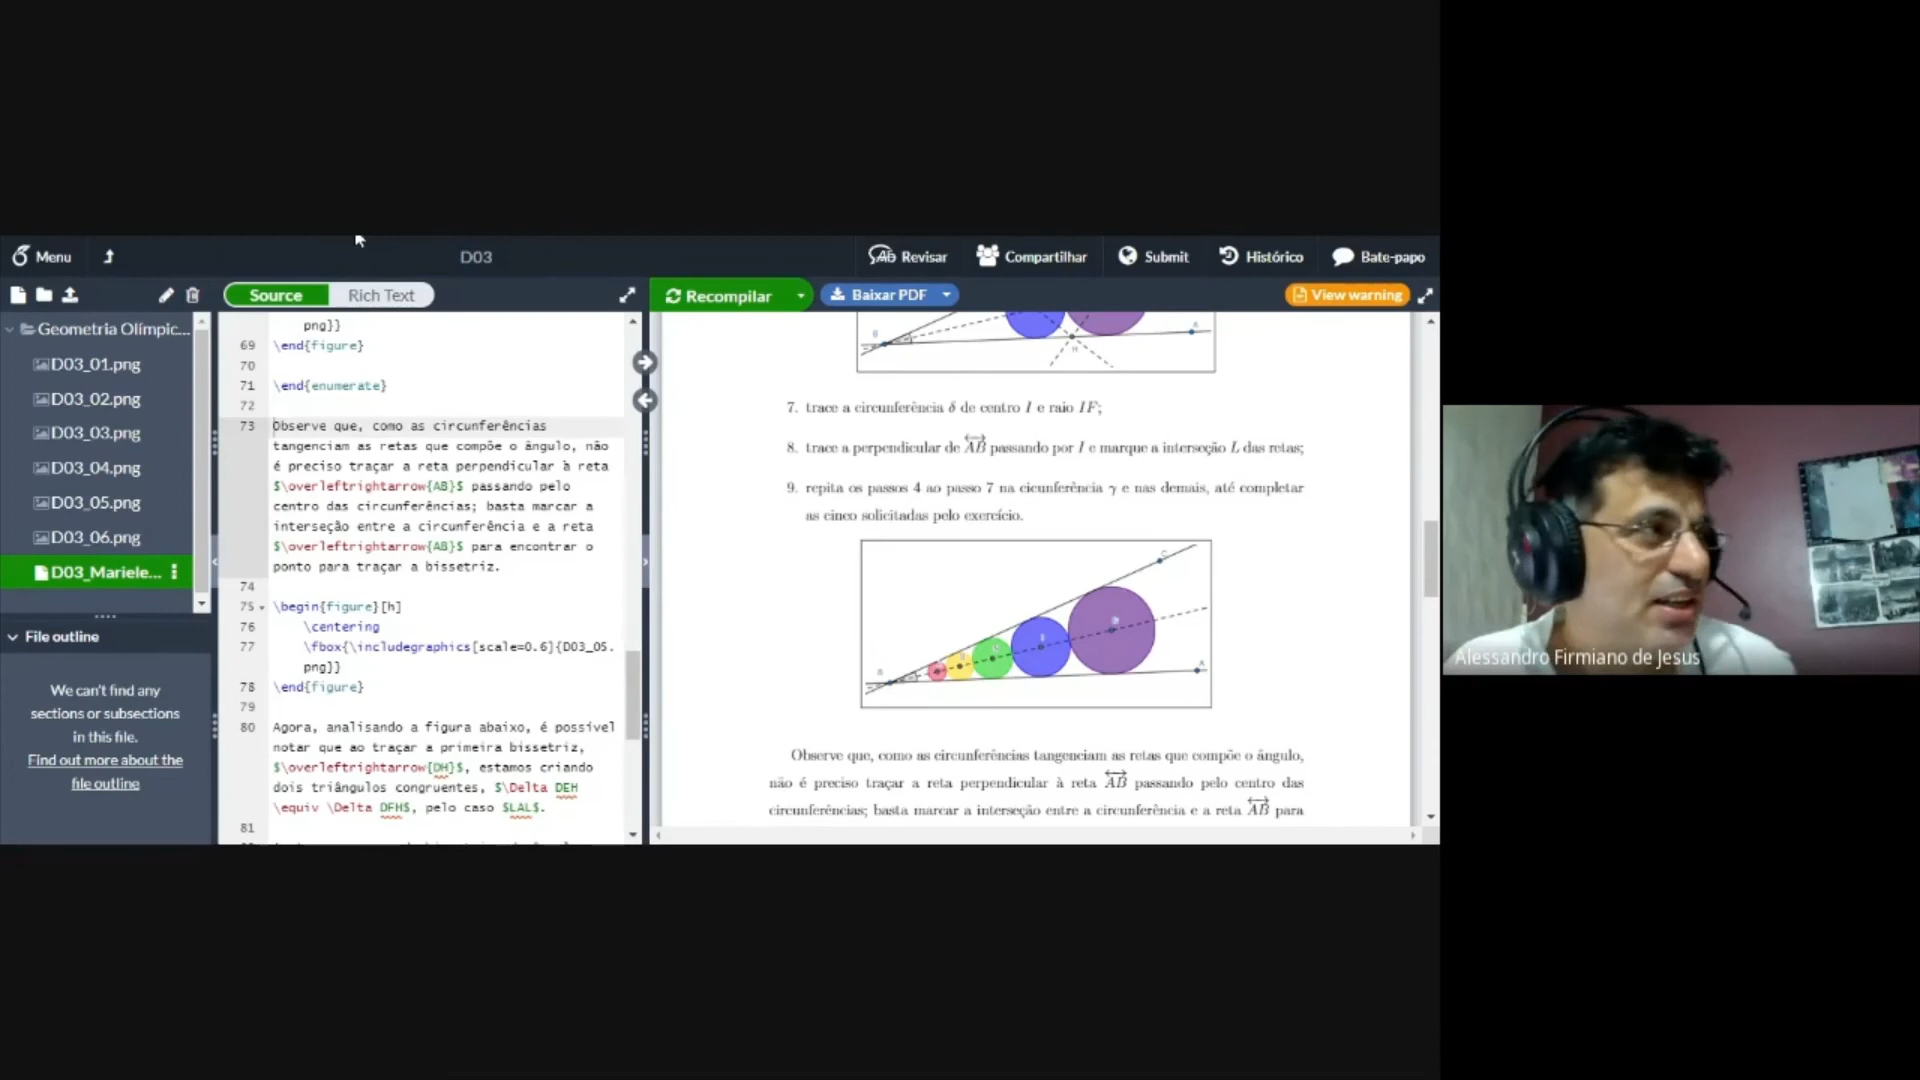 Menu
D03
Revisar
Compartilhar
Submit
Histórico
Bate-papo
Source
Rich Text
Recompilar
Baixar PDF
View warning
Geometria Olímpic...
D03_01.png
D03_02.png
D03_03.png
D03_04.png
D03_05.png
D03_06.png
D03_Mariele...
File outline
We can't find any
sections or subsections
in this file.
Find out more about the
file outline
png}}
69 \end{figure}
70
71 \end{enumerate}
72
73 Observe que, como as circunferências
tangenciam as retas que compõe o ângulo, não
é preciso traçar a reta perpendicular à reta
$\overleftrightarrow{AB}$ passando pelo
centro das circunferências; basta marcar a
interseção entre a circunferência e a reta
$\overleftrightarrow{AB}$ para encontrar o
ponto para traçar a bissetriz.
74
75 \begin{figure}[h]
76 \centering
77 \fbox{\includegraphics[scale=0.6]{D03_05.
png}}
78 \end{figure}
79
80 Agora, analisando a figura abaixo, é possível
notar que ao traçar a primeira bissetriz,
$\overleftrightarrow{DH}$, estamos criando
dois triângulos congruentes, $\Delta DEH
\equiv \Delta DFH$, pelo caso $LAL$.
81
B
A
H
7. trace a circunferência δ de centro I e raio IF;
8. trace a perpendicular de AB passando por I e marque a interseção L das retas;
9. repita os passos 4 ao passo 7 na cicunferência γ e nas demais, até completar
as cinco solicitadas pelo exercício.
C
A
Observe que, como as circunferências tangenciam as retas que compõe o ângulo,
não é preciso traçar a reta perpendicular à reta AB passando pelo centro das
circunferências; basta marcar a interseção entre a circunferência e a reta AB para
Alessandro Firmiano de Jesus